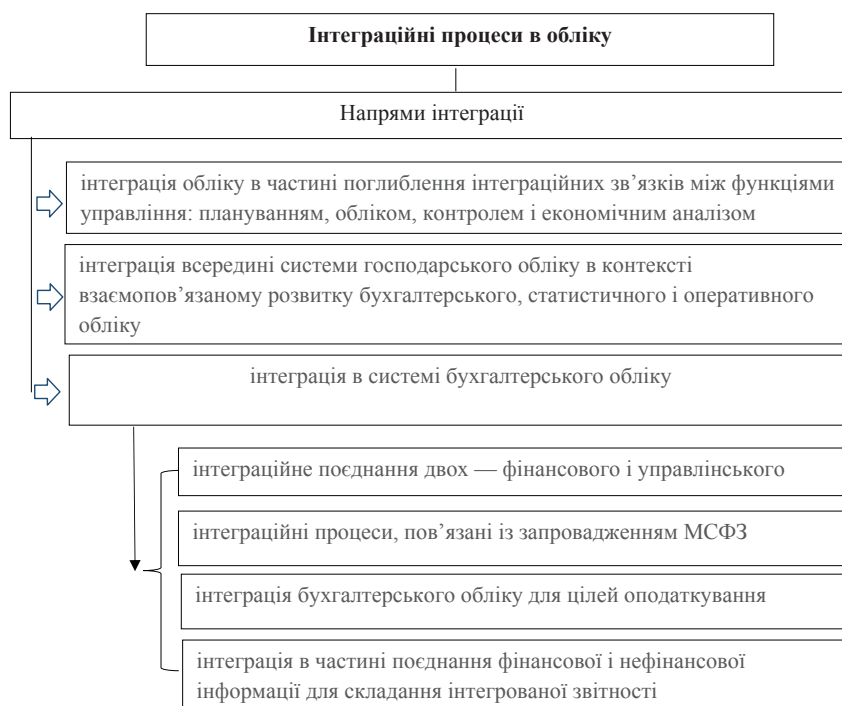 Інтеграційні процеси в обліку
Напрями інтеграції
інтеграція обліку в частині поглиблення інтеграційних зв’язків між функціями
управління: плануванням, обліком, контролем і економічним аналізом
інтеграція всередині системи господарського обліку в контексті
взаємопов’язаному розвитку бухгалтерського, статистичного і оперативного
обліку
інтеграція в системі бухгалтерського обліку
інтеграційне поєднання двох — фінансового і управлінського
інтеграційні процеси, пов’язані із запровадженням МСФЗ
інтеграція бухгалтерського обліку для цілей оподаткування
інтеграція в частині поєднання фінансової і нефінансової
інформації для складання інтегрованої звітності